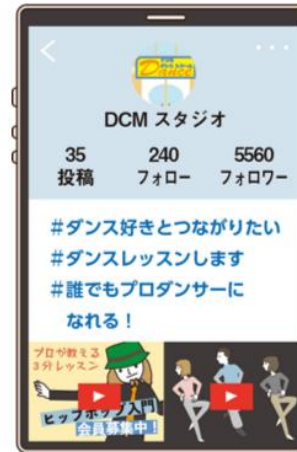 Dance
DCM スタジオ
35 240 5560
投稿 フォロー フォロワー
#ダンス好きとつながりたい
#ダンスレッスンします
#誰でもプロダンサーに
なれる！
プロが教える
3分レッスン
ヒップホップ入門
会員募集中！